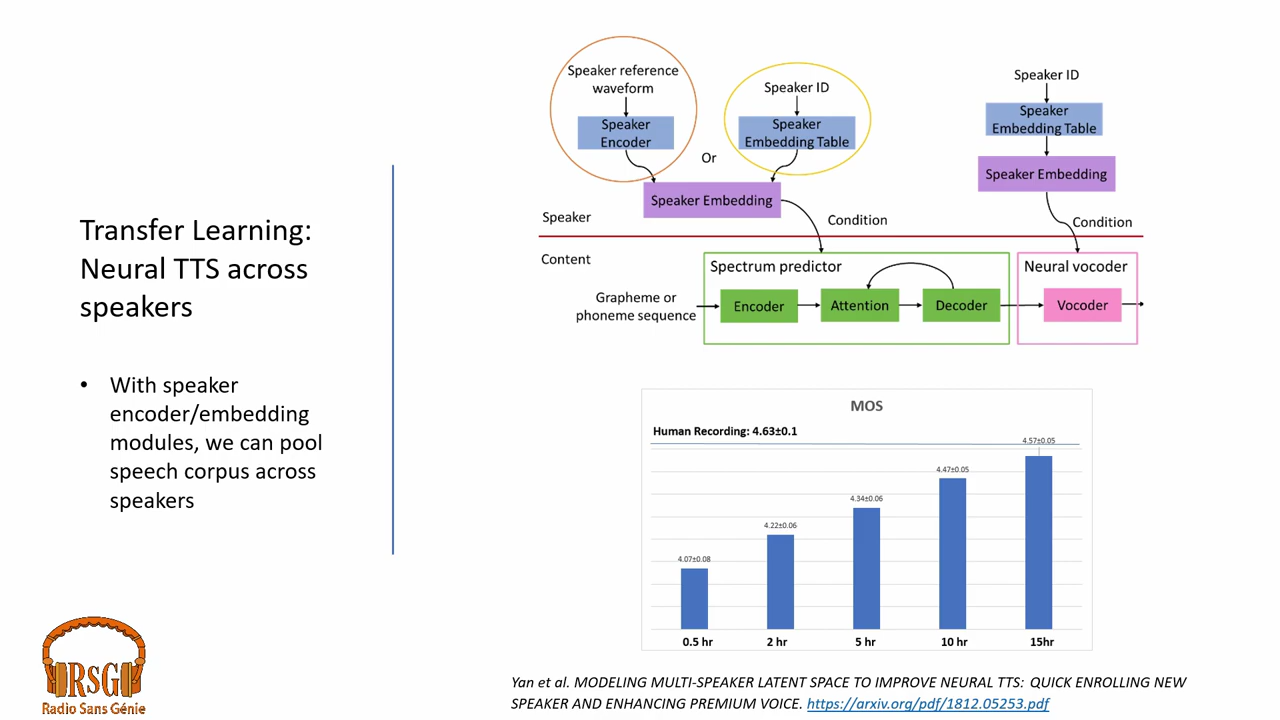 Transfer Learning:
Neural TTS across
speakers
• With speaker
encoder/embedding
modules, we can pool
speech corpus across
speakers
Speaker reference
waveform
Speaker
Encoder
Or
Speaker ID
Speaker
Embedding Table
Speaker Embedding
Speaker ID
Speaker
Embedding Table
Speaker Embedding
Speaker
Condition
Condition
Content
Spectrum predictor
Neural vocoder
Grapheme or
phoneme sequence
Encoder
Attention
Decoder
Vocoder
MOS
Human Recording: 4.63±0.1
4.07±0.08
4.22±0.06
4.34±0.06
4.47±0.05
4.57±0.05
0.5 hr
2 hr
5 hr
10 hr
15hr
Yan et al. MODELING MULTI-SPEAKER LATENT SPACE TO IMPROVE NEURAL TTS: QUICK ENROLLING NEW
SPEAKER AND ENHANCING PREMIUM VOICE. https://arxiv.org/pdf/1812.05253.pdf
RSG
Radio Sans Génie